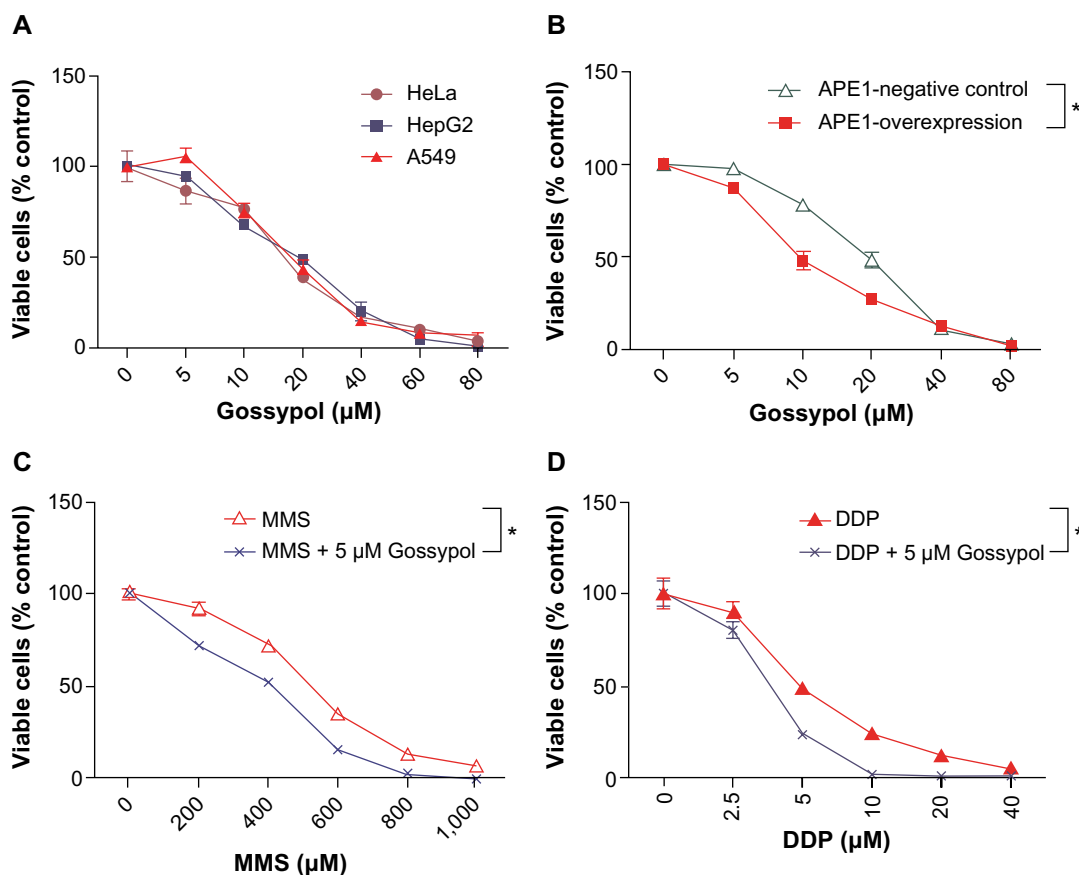 A
Viable cells (% control)
150
100
50
0
HeLa
HepG2
A549
0
5
10
20
40
60
80
Gossypol (µM)
B
Viable cells (% control)
150
100
50
0
APE1-negative control
APE1-overexpression
*
0
5
10
20
40
80
Gossypol (µM)
C
Viable cells (% control)
150
100
50
0
MMS
MMS + 5 µM Gossypol
*
0
200
400
600
800
1,000
MMS (µM)
D
Viable cells (% control)
150
100
50
0
DDP
DDP + 5 µM Gossypol
*
0
2.5
5
10
20
40
DDP (µM)